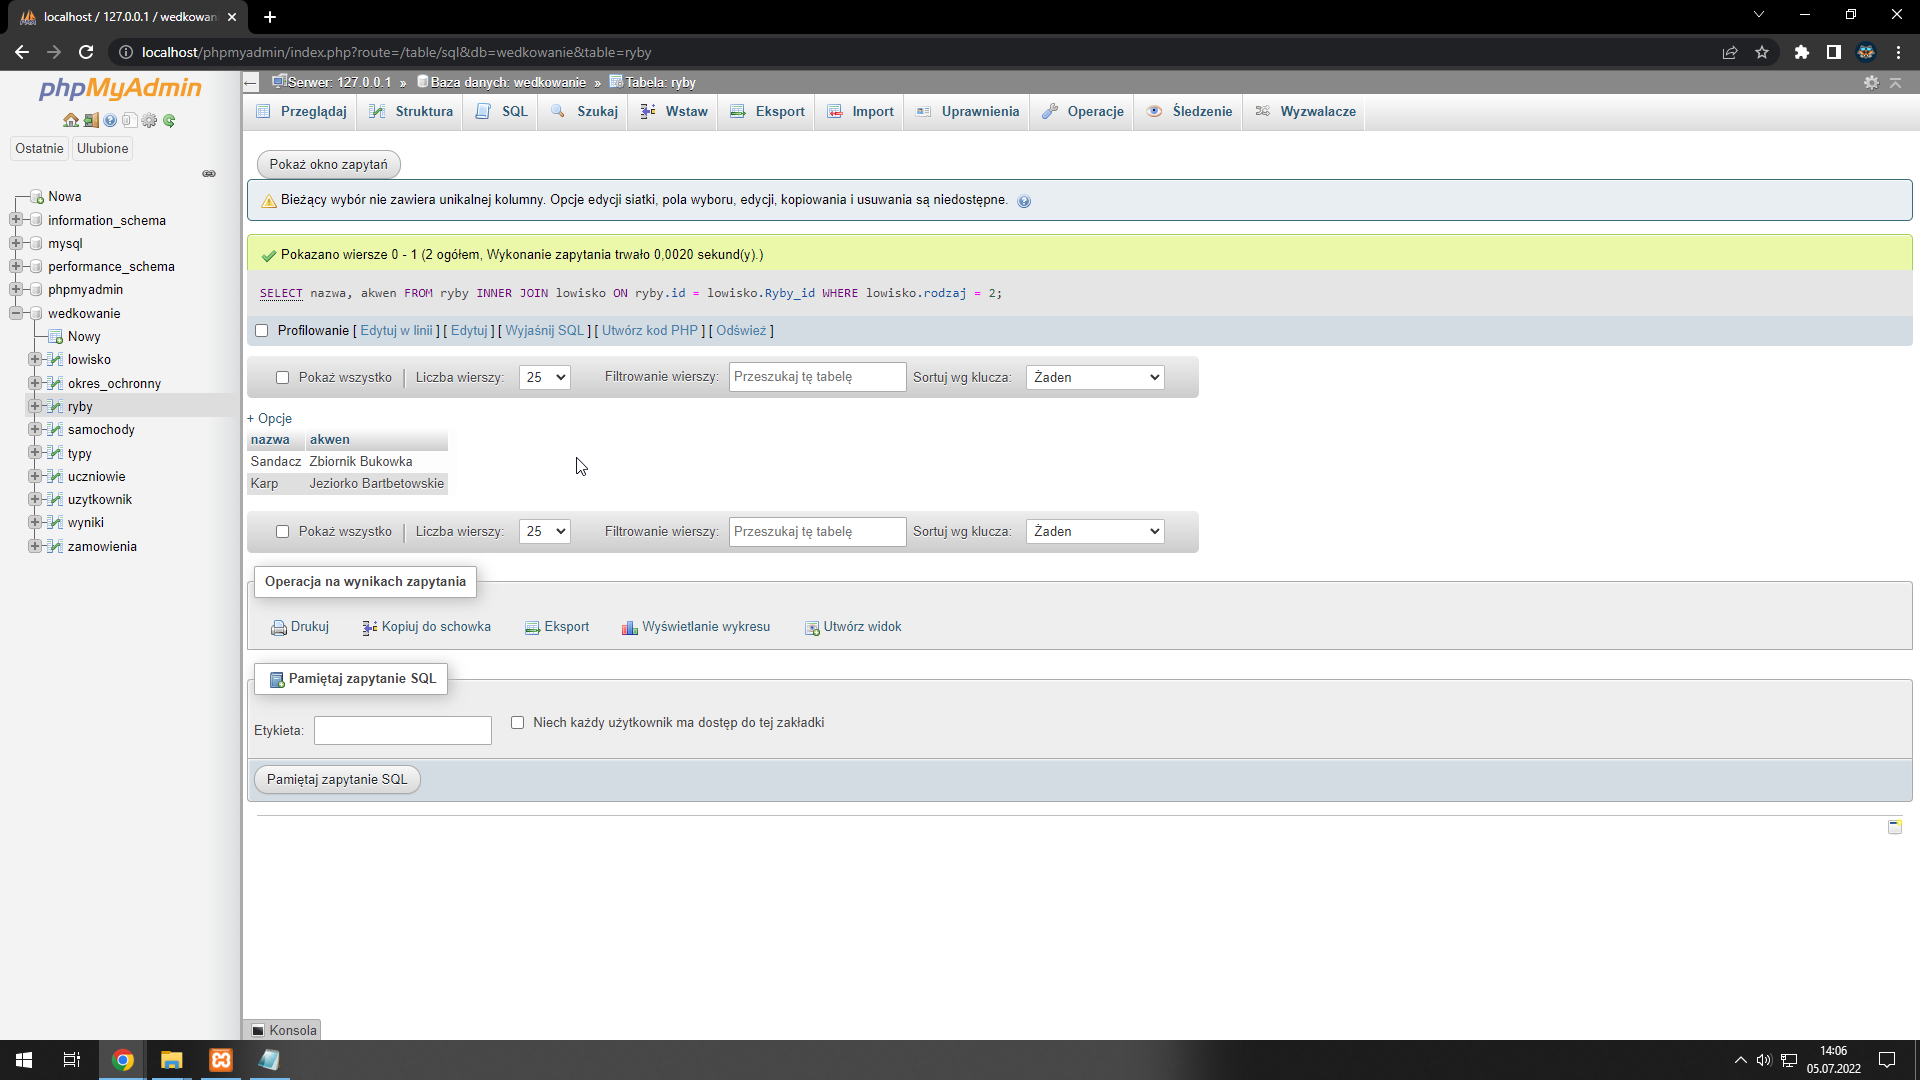 localhost / 127.0.0.1 / wedkowan
localhost/phpmyadmin/index.php?route=/table/sql&db=wedkowanie&table=ryby
phpMyAdmin
Ostatnie Ulubione
Nowa
information_schema
mysql
performance_schema
phpmyadmin
wedkowanie
Nowy
lowisko
okres_ochronny
ryby
samochody
typy
uczniowie
uzytkownik
wyniki
zamowienia
Serwer: 127.0.0.1 » Baza danych: wedkowanie » Tabela: ryby
Przeglądaj Struktura SQL Szukaj Wstaw Eksport Import Uprawnienia Operacje Śledzenie Wyzwalacze
Pokaż okno zapytań
Bieżący wybór nie zawiera unikalnej kolumny. Opcje edycji siatki, pola wyboru, edycji, kopiowania i usuwania są niedostępne.
Pokazano wiersze 0 - 1 (2 ogółem, Wykonanie zapytania trwało 0,0020 sekund(y).)
SELECT nazwa, akwen FROM ryby INNER JOIN lowisko ON ryby.id = lowisko.Ryby_id WHERE lowisko.rodzaj = 2;
Profilowanie [ Edytuj w linii ] [ Edytuj ] [ Wyjaśnij SQL ] [ Utwórz kod PHP ] [ Odśwież ]
Pokaż wszystko Liczba wierszy: 25 Filtrowanie wierszy: Przeszukaj tę tabelę Sortuj wg klucza: Żaden
+ Opcje
nazwa akwen
Sandacz Zbiornik Bukowka
Karp Jeziorko Bartbetowskie
Pokaż wszystko Liczba wierszy: 25 Filtrowanie wierszy: Przeszukaj tę tabelę Sortuj wg klucza: Żaden
Operacja na wynikach zapytania
Drukuj Kopiuj do schowka Eksport Wyświetlanie wykresu Utwórz widok
Pamiętaj zapytanie SQL
Etykieta: Niech każdy użytkownik ma dostęp do tej zakładki
Pamiętaj zapytanie SQL
Konsola
14:06
05.07.2022